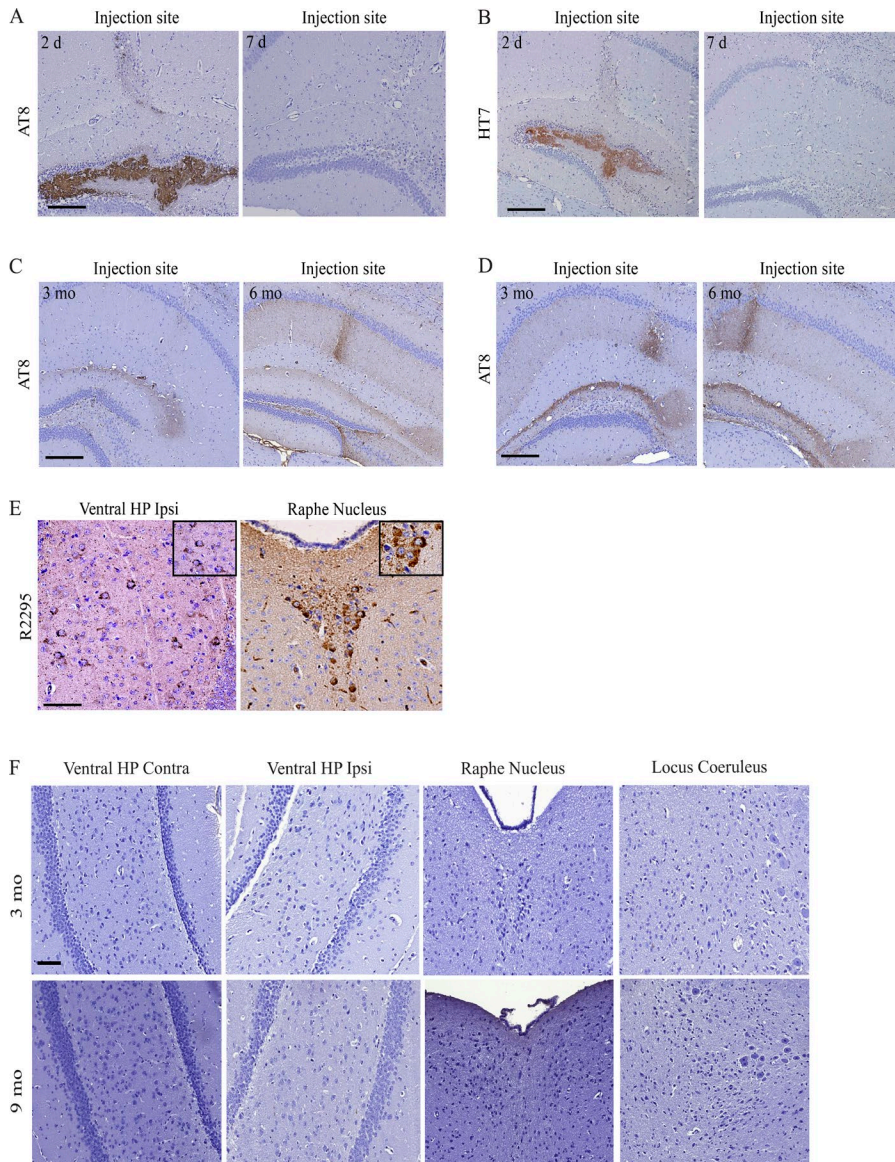 A
Injection site
Injection site
2 d
7 d
AT8
B
Injection site
Injection site
2 d
7 d
HT7
C
Injection site
Injection site
3 mo
6 mo
AT8
D
Injection site
Injection site
3 mo
6 mo
AT8
E
Ventral HP Ipsi
Raphe Nucleus
R2295
F
Ventral HP Contra
Ventral HP Ipsi
Raphe Nucleus
Locus Coeruleus
3 mo
9 mo